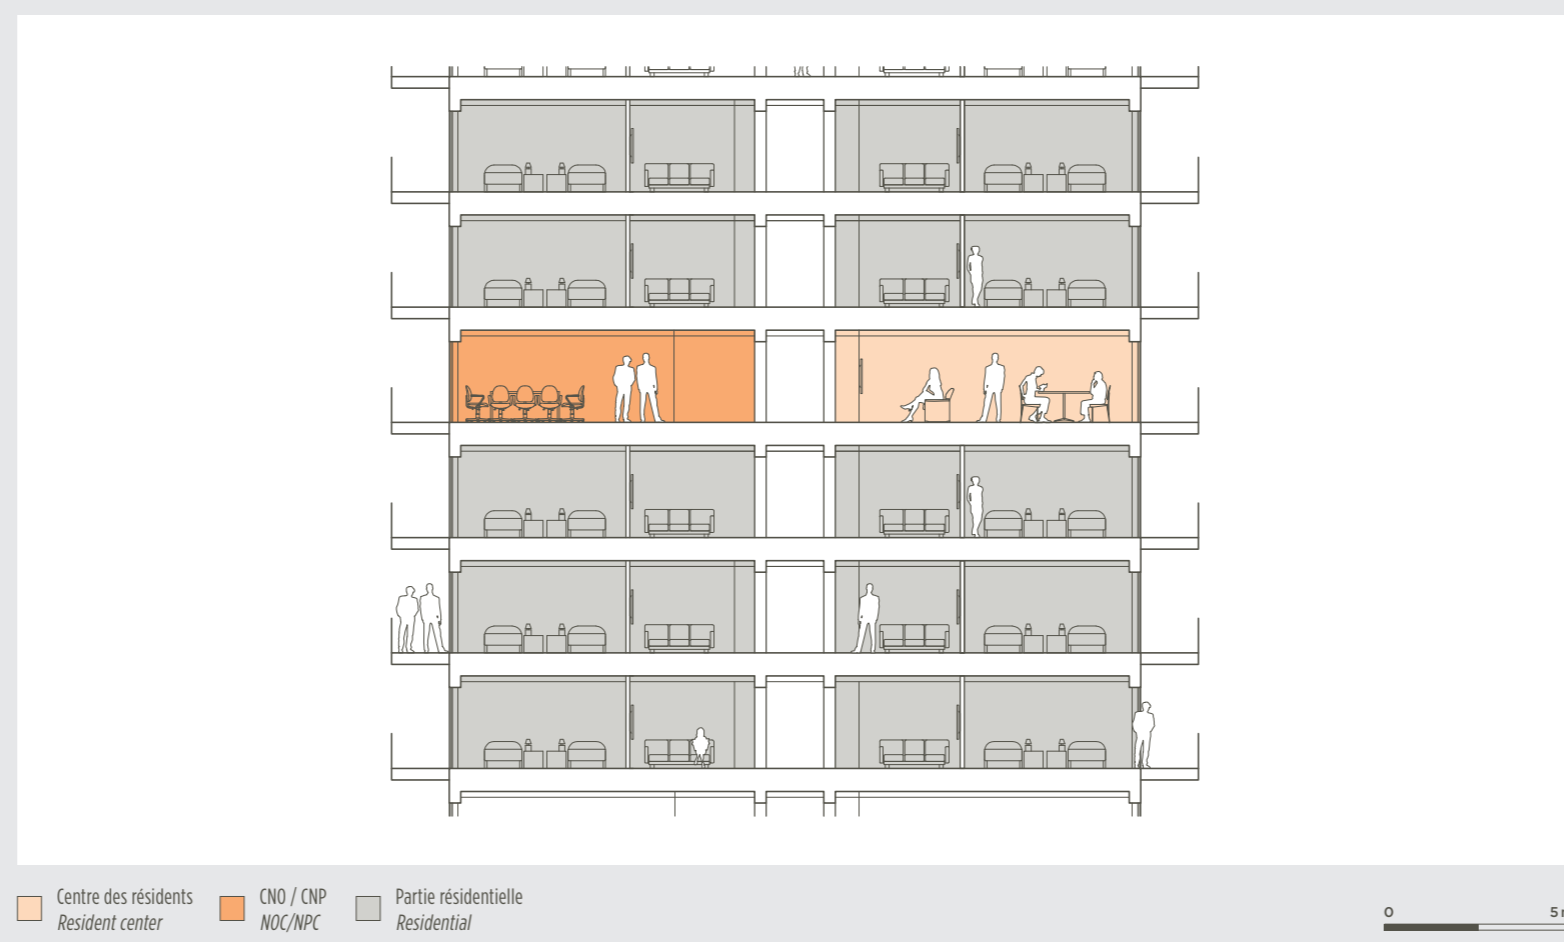 Centre des résidents
Resident center
CNO / CNP
NOC/NPC
Partie résidentielle
Residential
0
5